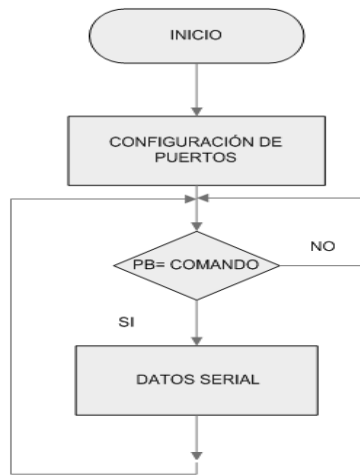 INICIO
CONFIGURACIÓN DE
PUERTOS
PB= COMANDO
NO
SI
DATOS SERIAL